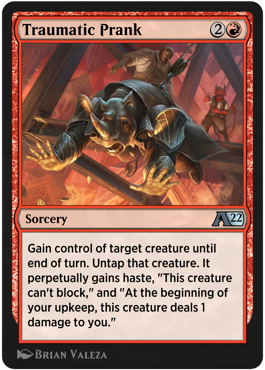 Traumatic Prank 2
Sorcery A22
Gain control of target creature until
end of turn. Untap that creature. It
perpetually gains haste, "This creature
can't block," and "At the beginning of
your upkeep, this creature deals 1
damage to you."
Brian Valeza